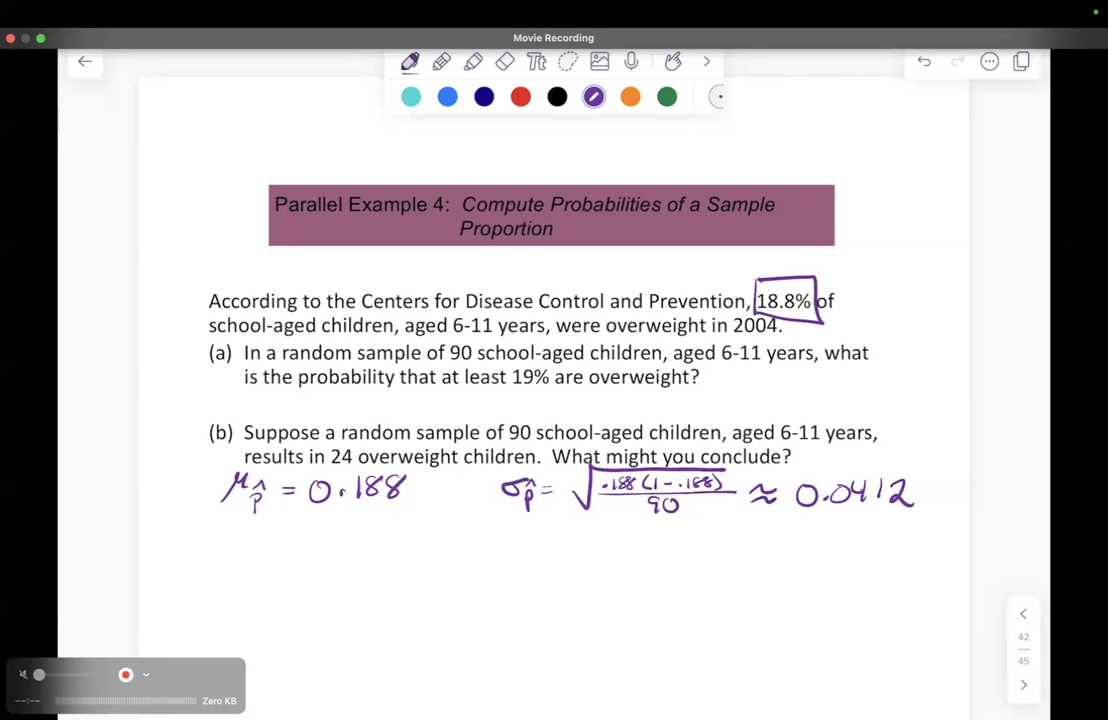 Movie Recording
Tt
Parallel Example 4: Compute Probabilities of a Sample
Proportion
According to the Centers for Disease Control and Prevention, 18.8% of
school-aged children, aged 6-11 years, were overweight in 2004.
(a) In a random sample of 90 school-aged children, aged 6-11 years, what
is the probability that at least 19% are overweight?
(b) Suppose a random sample of 90 school-aged children, aged 6-11 years,
results in 24 overweight children. What might you conclude?
μp̂ = 0.188 σp̂ = √.188(1-.188)/90 ≈ 0.0412
42
45
--:-- Zero KB